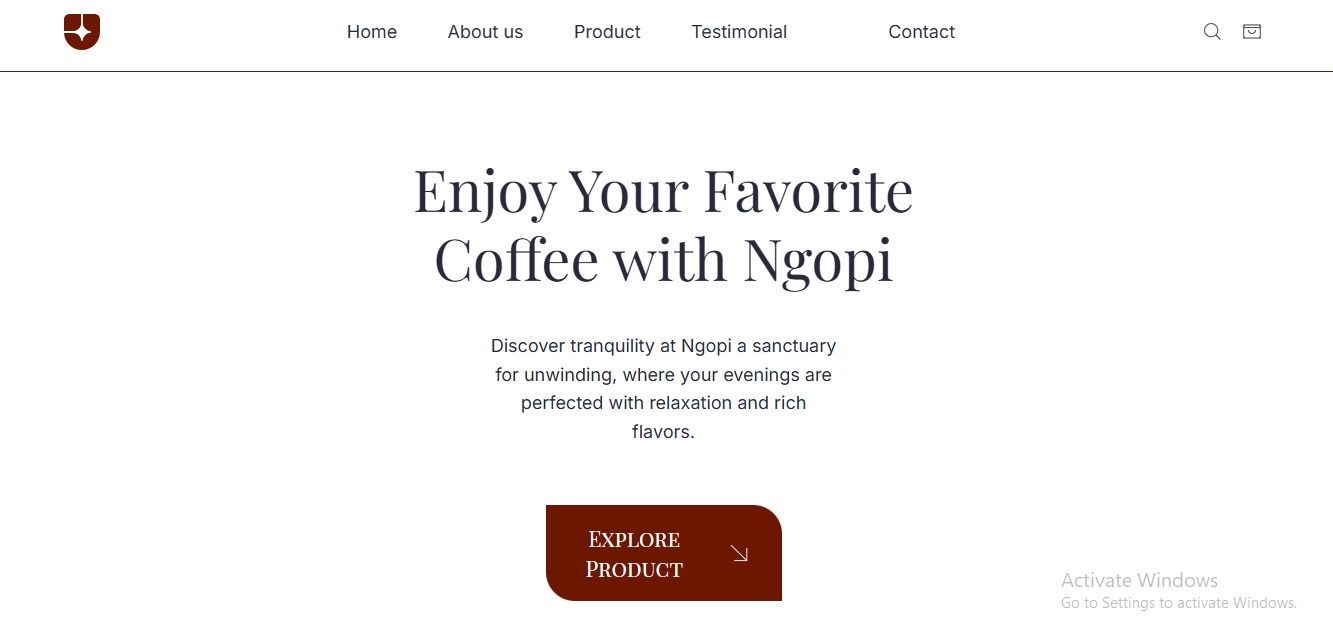 Home About us Product Testimonial Contact
Enjoy Your Favorite
Coffee with Ngopi
Discover tranquility at Ngopi a sanctuary
for unwinding, where your evenings are
perfected with relaxation and rich
flavors.
EXPLORE
PRODUCT
Activate Windows
Go to Settings to activate Windows.